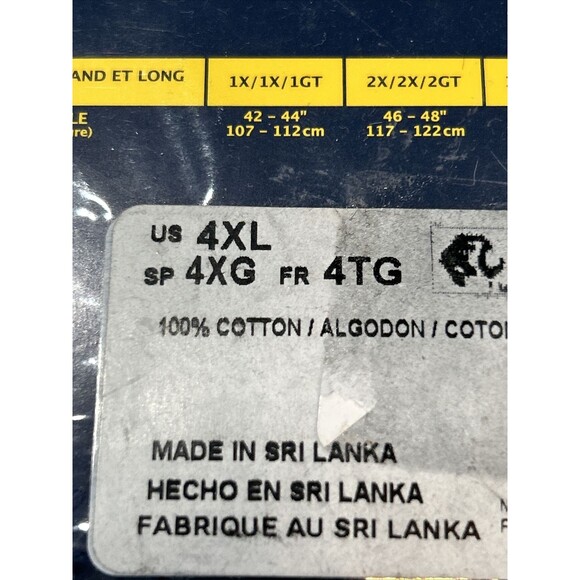 AND ET LONG 1X/1X/1GT 2X/2X/2GT
LE 42 – 44" 46 – 48"
re) 107 – 112cm 117 – 122cm
US 4XL
SP 4XG FR 4TG
100% COTTON / ALGODON / COTO
MADE IN SRI LANKA
HECHO EN SRI LANKA
FABRIQUE AU SRI LANKA